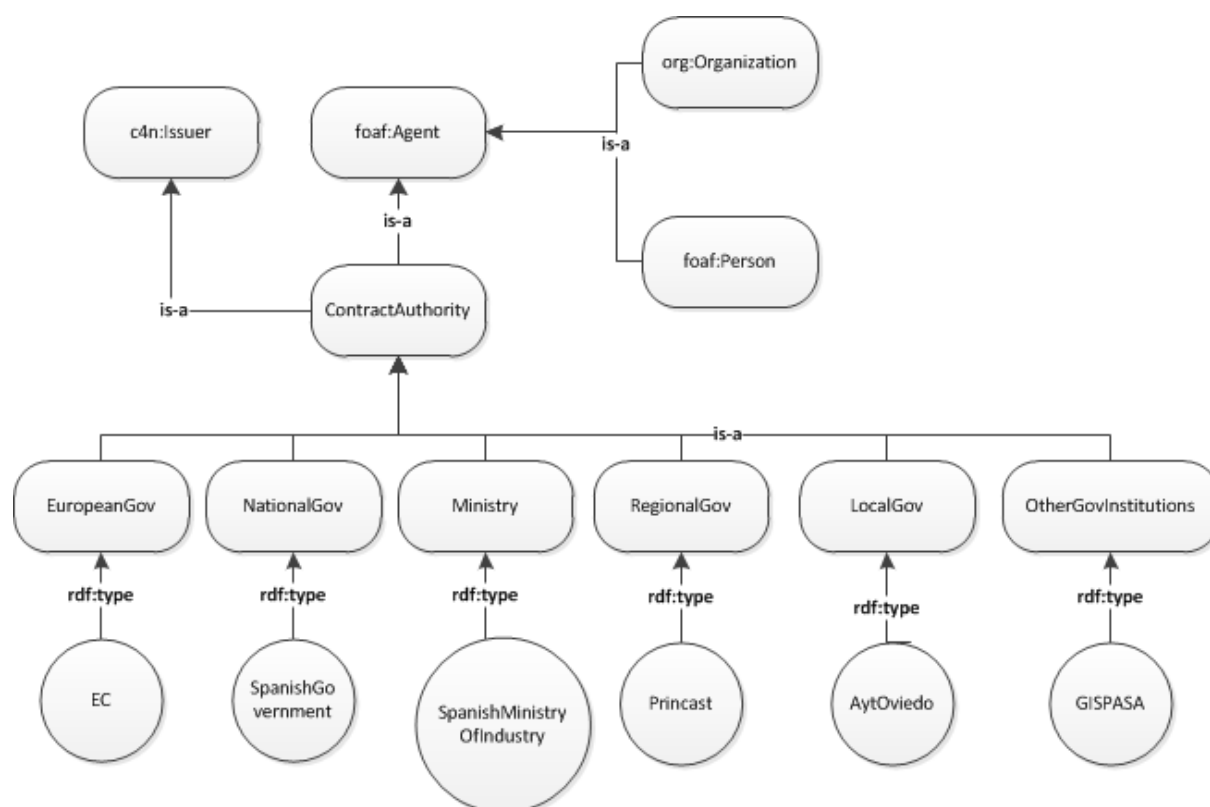 org:Organization
c4n:Issuer
foaf:Agent
is-a
is-a
foaf:Person
is-a
ContractAuthority
is-a
EuropeanGov
NationalGov
Ministry
RegionalGov
LocalGov
OtherGovInstitutions
rdf:type
rdf:type
rdf:type
rdf:type
rdf:type
rdf:type
EC
SpanishGo
vernment
SpanishMinistry
OfIndustry
Princast
AytOviedo
GISPASA